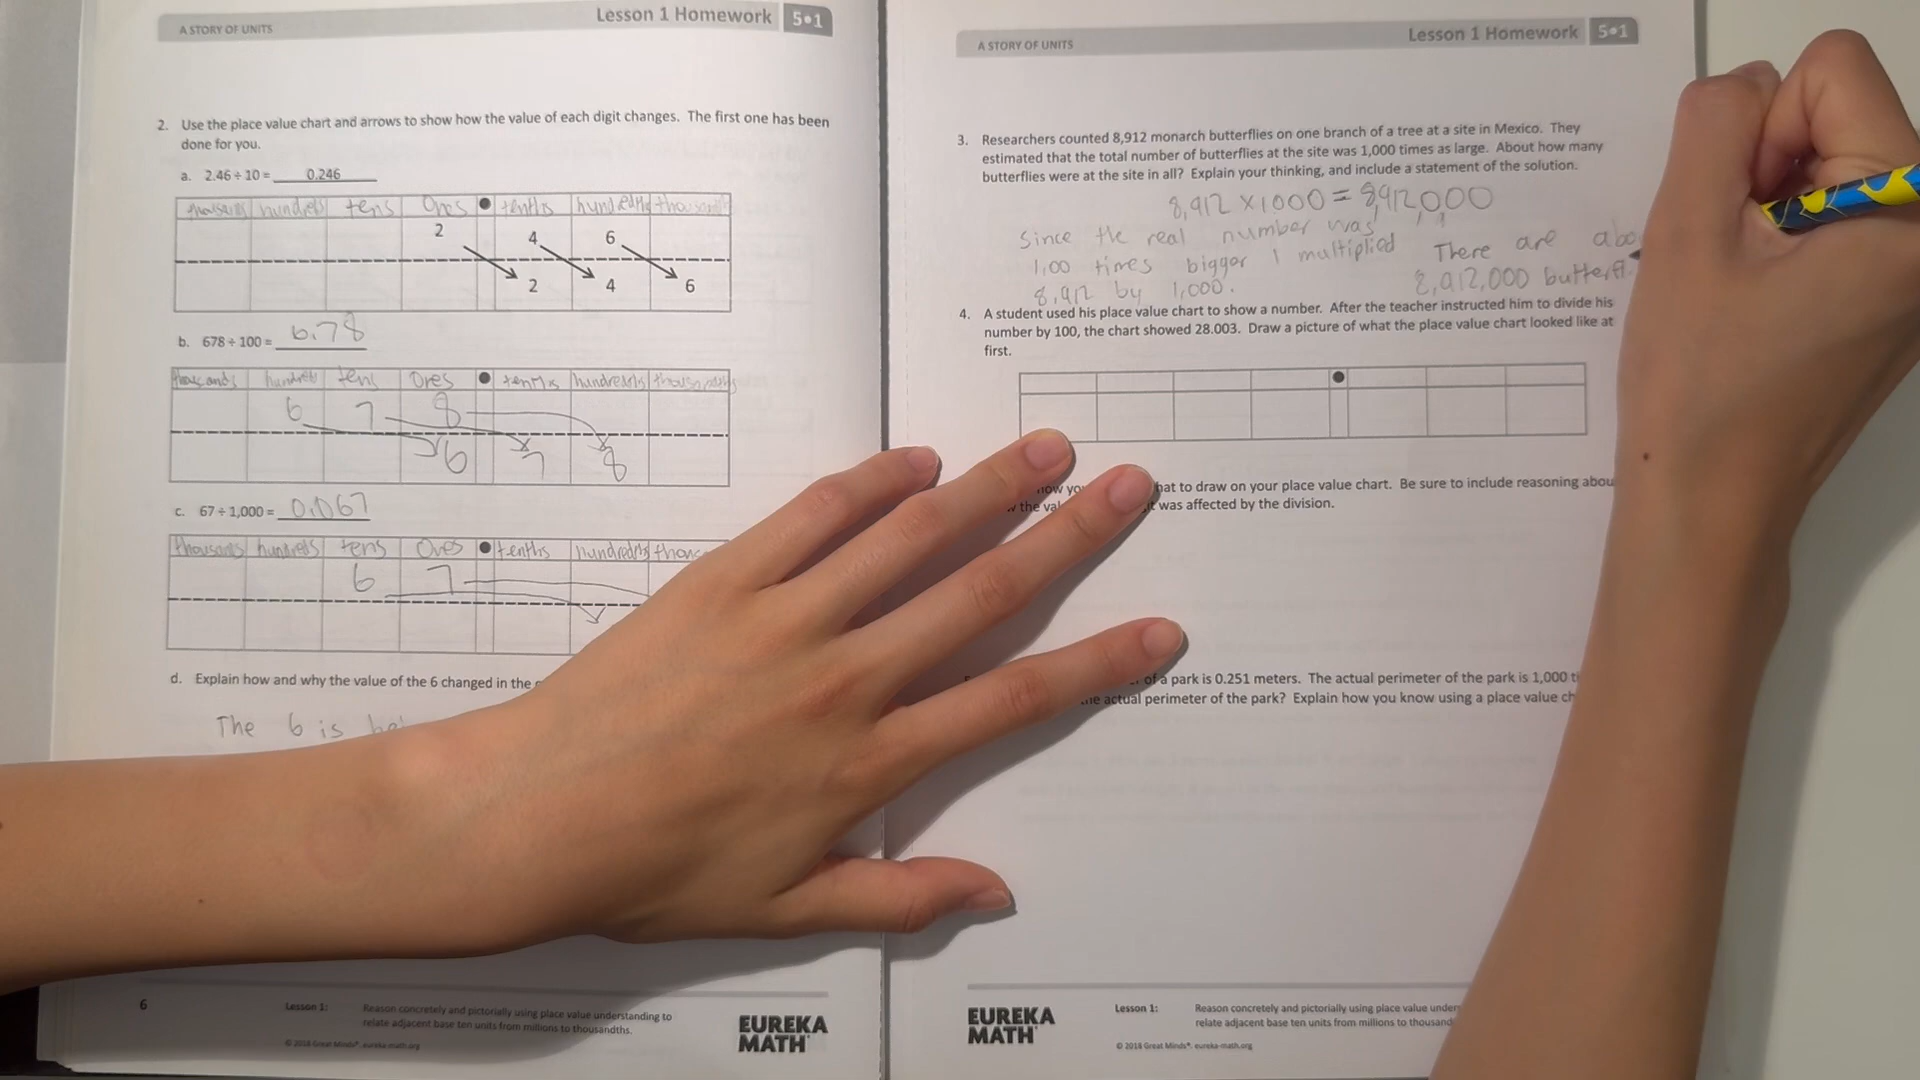 A STORY OF UNITS
Lesson 1 Homework 5•1
2. Use the place value chart and arrows to show how the value of each digit changes. The first one has been
done for you.
a. 2.46 ÷ 10 = 0.246
thousands hundreds tens Ones • tenths hundredths
2 4 6
2 4 6
b. 678 ÷ 100 = 6.78
thousands hundreds tens Ones • tenths hundredths thousandths
6 7 8
6 7 8
c. 67 ÷ 1,000 = 0.067
thousands hundreds tens Ones • tenths hundredths
6 7
d. Explain how and why the value of the 6 changed in the
The 6 is
6
Lesson 1: Reason concretely and pictorially using place value understanding to
relate adjacent base ten units from millions to thousandths.
© 2018 Great Minds®. eureka-math.org
EUREKA
MATH
A STORY OF UNITS
Lesson 1 Homework 5•1
3. Researchers counted 8,912 monarch butterflies on one branch of a tree at a site in Mexico. They
estimated that the total number of butterflies at the site was 1,000 times as large. About how many
butterflies were at the site in all? Explain your thinking, and include a statement of the solution.
8,912 x1000 = 8,912,000
Since the real number was
1,00 times bigger I multiplied
8,912 by 1,000.
There are
8,912,000
4. A student used his place value chart to show a number. After the teacher instructed him to divide his
number by 100, the chart showed 28.003. Draw a picture of what the place value chart looked like at
first.
•
hat to draw on your place value chart. Be sure to include reasoning abou
was affected by the division.
of a park is 0.251 meters. The actual perimeter of the park is 1,000
actual perimeter of the park? Explain how you know using a place value
Lesson 1: Reason concretely and pictorially using place value
relate adjacent base ten units from millions to
© 2018 Great Minds®. eureka-math.org
EUREKA
MATH